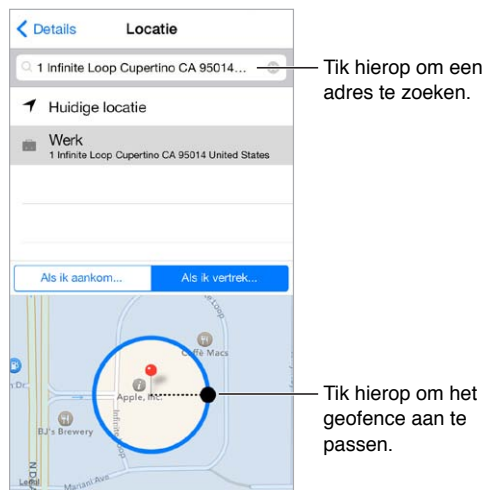 Details
Locatie
1 Infinite Loop Cupertino CA 95014...
Tik hierop om een
adres te zoeken.
Huidige locatie
Werk
1 Infinite Loop Cupertino CA 95014 United States
Als ik aankom...
Als ik vertrek...
Loop
Caffè Macs
Apple, Inc.
Dr.
Infinite Loop
BJ's Brewery
Tik hierop om het
geofence aan te
passen.
N D
Mariani Ave